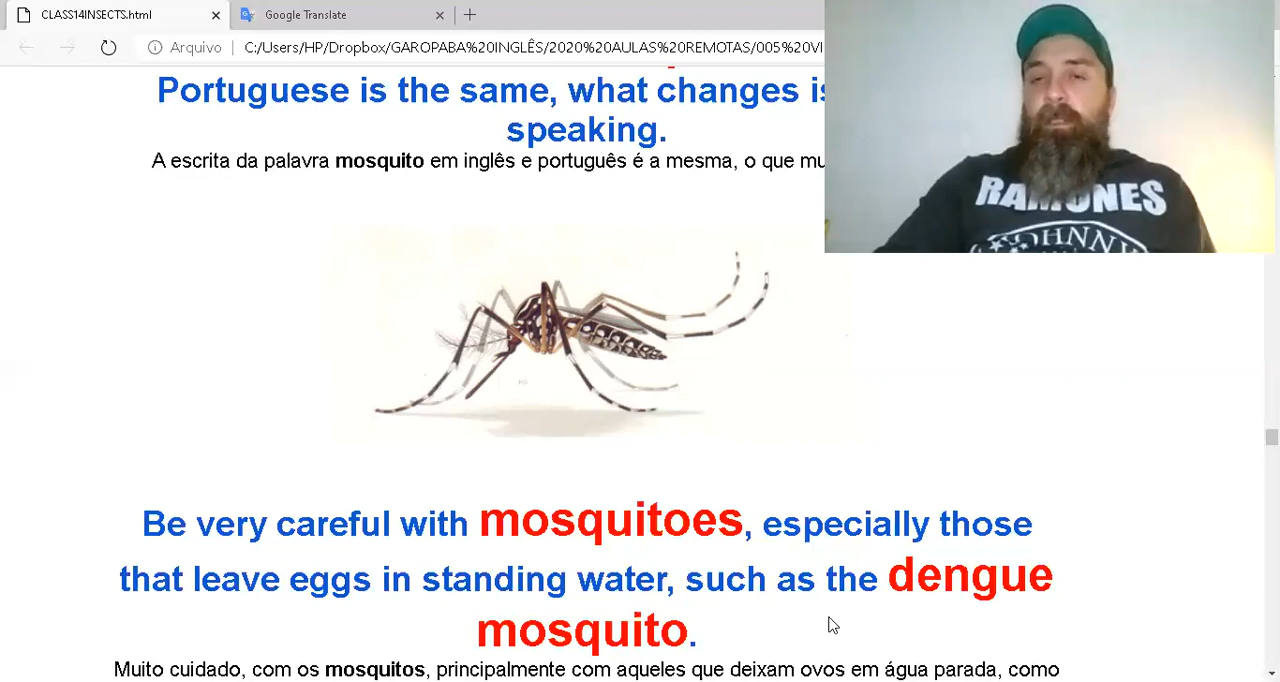 CLASS14INSECTS.html
Google Translate
Arquivo
C:/Users/HP/Dropbox/GAROPABA%20INGLÊS/2020%20AULAS%20REMOTAS/005%20VI
Portuguese is the same, what changes is
speaking.
A escrita da palavra mosquito em inglês e português é a mesma, o que mu
RAMONES
JOHNNY
Be very careful with mosquitoes, especially those
that leave eggs in standing water, such as the dengue
mosquito.
Muito cuidado, com os mosquitos, principalmente com aqueles que deixam ovos em água parada, como